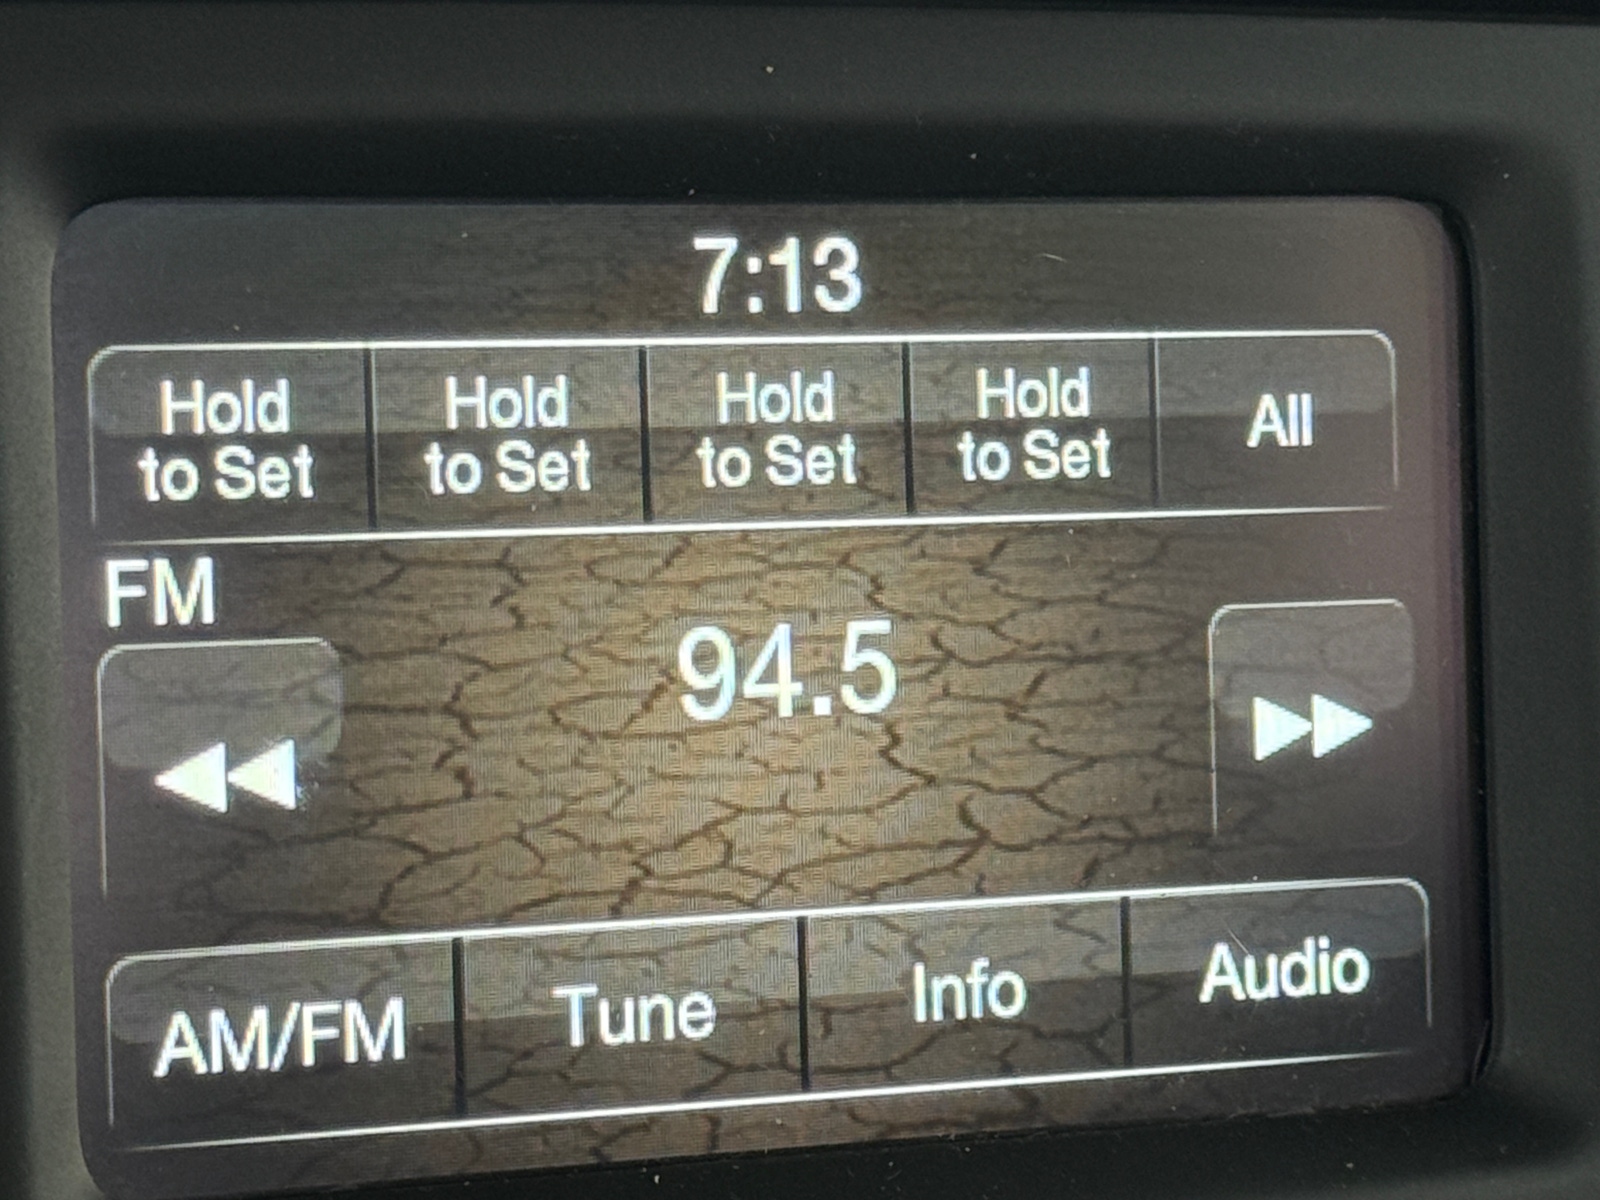 7:13
Hold
to Set
Hold
to Set
Hold
to Set
Hold
to Set
All
FM
94.5
AM/FM
Tune
Info
Audio